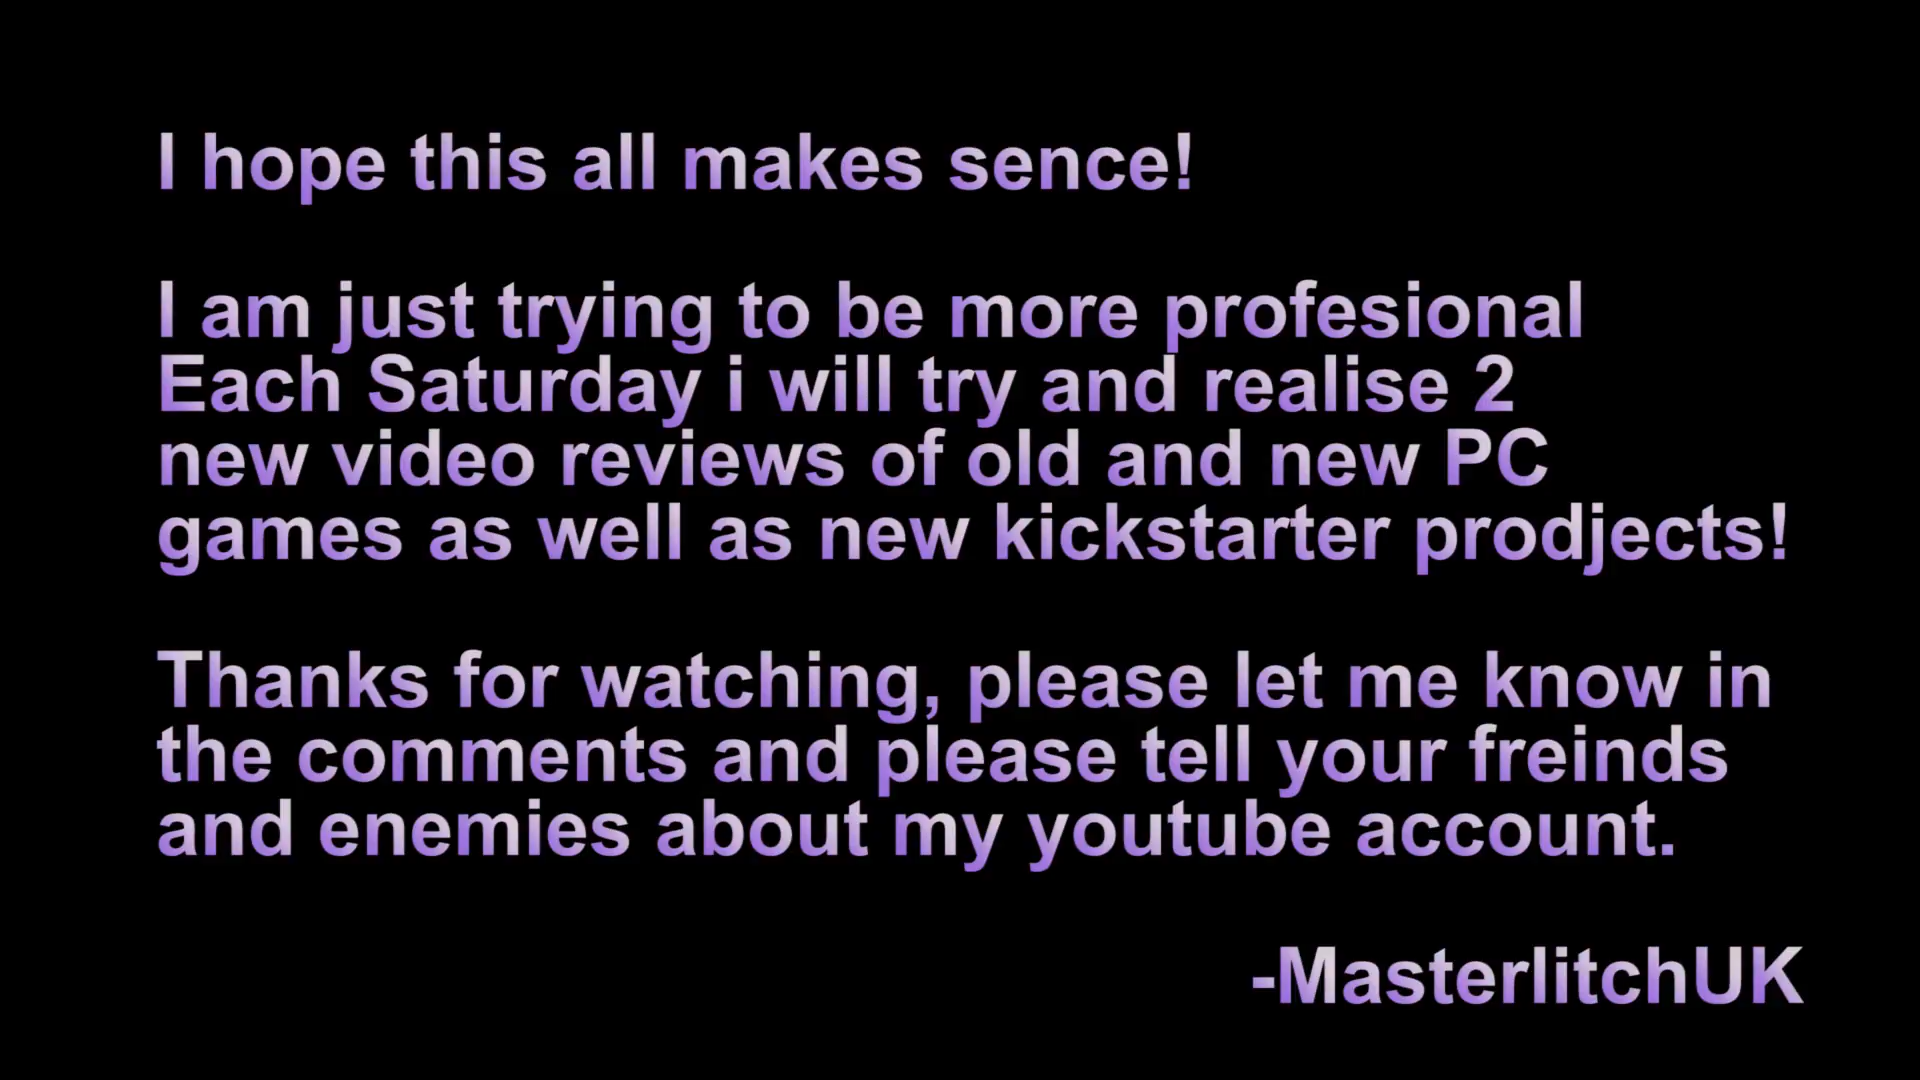 I hope this all makes sence!
I am just trying to be more profesional
Each Saturday i will try and realise 2
new video reviews of old and new PC
games as well as new kickstarter prodjects!
Thanks for watching, please let me know in
the comments and please tell your freinds
and enemies about my youtube account.
-MasterlitchUK